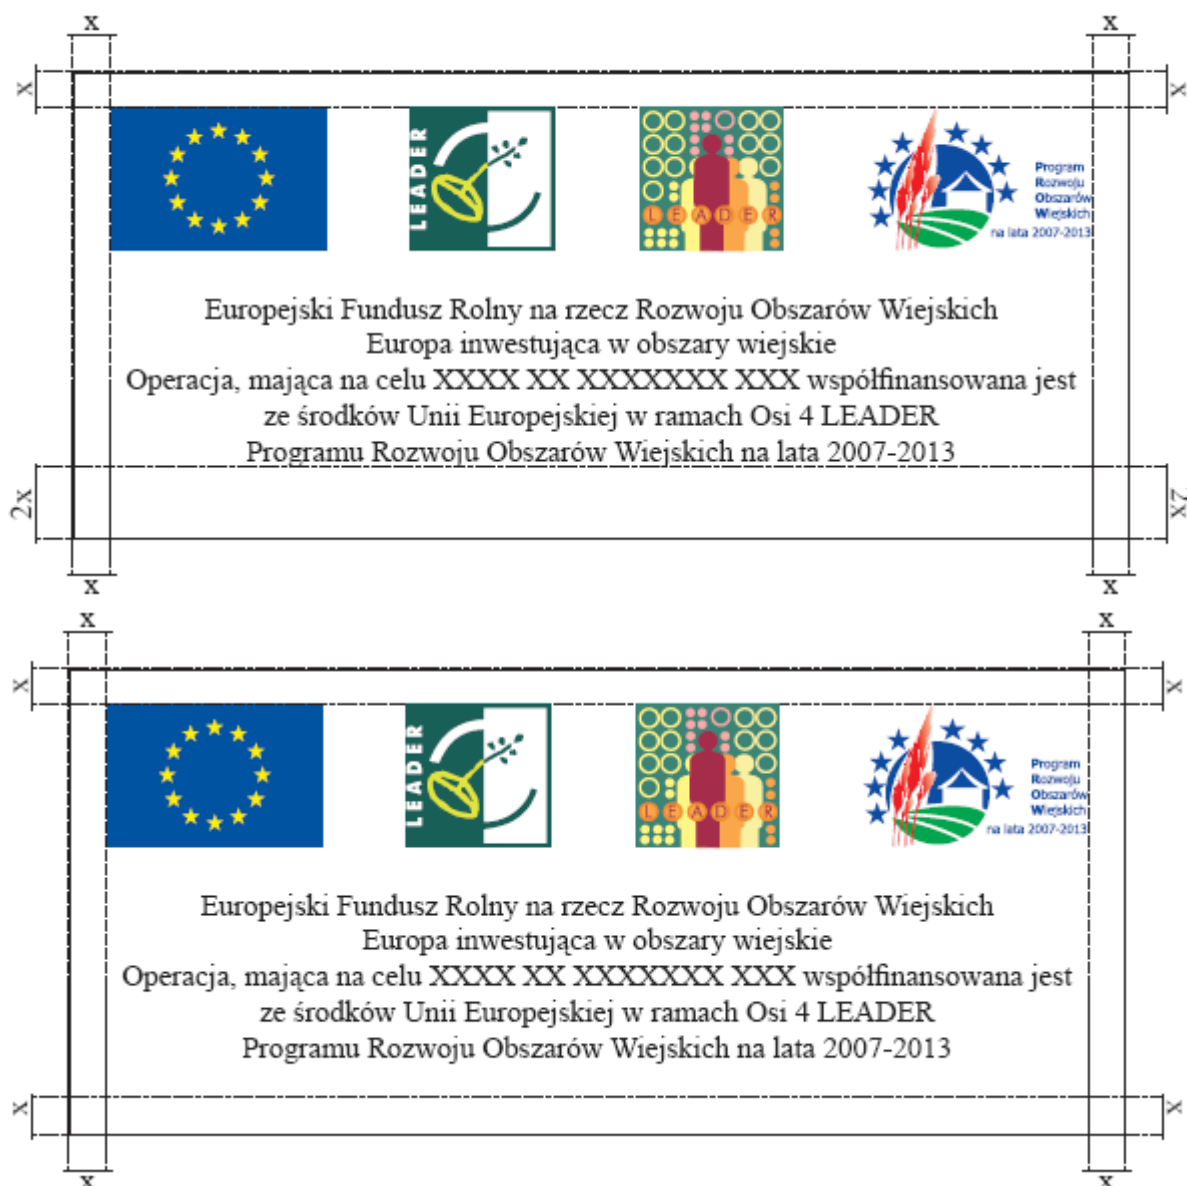 x x
x x
LEADER
LEADER
Program
Rozwoju
Obszarów
Wiejskich
na lata 2007-2013
Europejski Fundusz Rolny na rzecz Rozwoju Obszarów Wiejskich
Europa inwestująca w obszary wiejskie
Operacja, mająca na celu XXXX XX XXXXXXX XXX współfinansowana jest
ze środków Unii Europejskiej w ramach Osi 4 LEADER
Programu Rozwoju Obszarów Wiejskich na lata 2007-2013
2x 2x
x x
x x
x x
LEADER
LEADER
Program
Rozwoju
Obszarów
Wiejskich
na lata 2007-2013
Europejski Fundusz Rolny na rzecz Rozwoju Obszarów Wiejskich
Europa inwestująca w obszary wiejskie
Operacja, mająca na celu XXXX XX XXXXXXX XXX współfinansowana jest
ze środków Unii Europejskiej w ramach Osi 4 LEADER
Programu Rozwoju Obszarów Wiejskich na lata 2007-2013
x x
x x